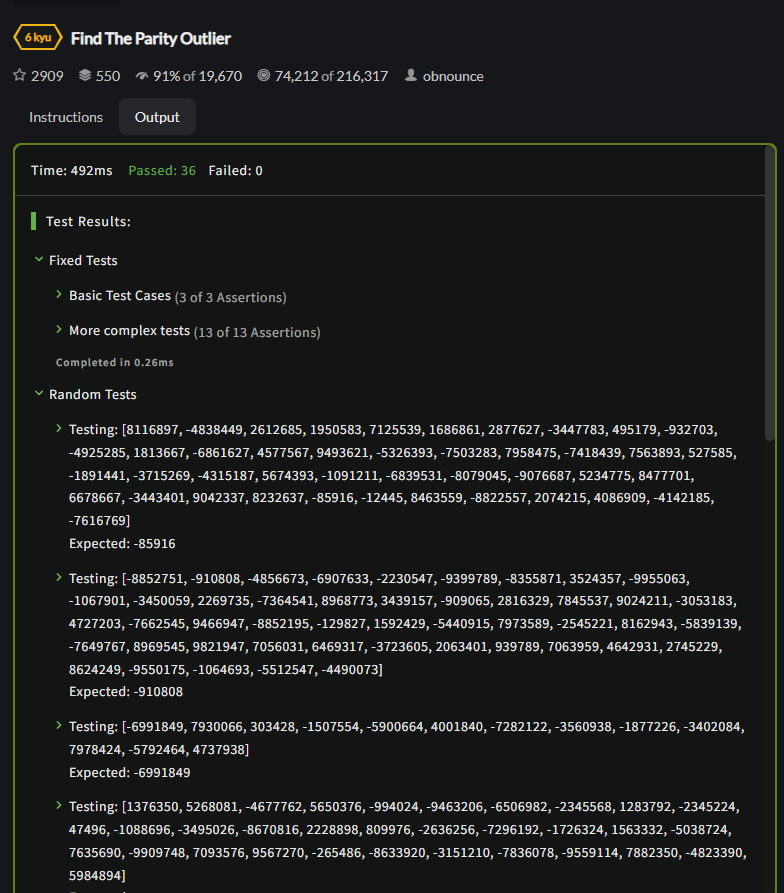 6 kyu Find The Parity Outlier
2909 550 91% of 19,670 74,212 of 216,317 obnounce
Instructions Output
Time: 492ms Passed: 36 Failed: 0
Test Results:
Fixed Tests
Basic Test Cases (3 of 3 Assertions)
More complex tests (13 of 13 Assertions)
Completed in 0.26ms
Random Tests
Testing: [8116897, -4838449, 2612685, 1950583, 7125539, 1686861, 2877627, -3447783, 495179, -932703,
-4925285, 1813667, -6861627, 4577567, 9493621, -5326393, -7503283, 7958475, -7418439, 7563893, 527585,
-1891441, -3715269, -4315187, 5674393, -1091211, -6839531, -8079045, -9076687, 5234775, 8477701,
6678667, -3443401, 9042337, 8232637, -85916, -12445, 8463559, -8822557, 2074215, 4086909, -4142185,
-7616769]
Expected: -85916
Testing: [-8852751, -910808, -4856673, -6907633, -2230547, -9399789, -8355871, 3524357, -9955063,
-1067901, -3450059, 2269735, -7364541, 8968773, 3439157, -909065, 2816329, 7845537, 9024211, -3053183,
4727203, -7662545, 9466947, -8852195, -129827, 1592429, -5440915, 7973589, -2545221, 8162943, -5839139,
-7649767, 8969545, 9821947, 7056031, 6469317, -3723605, 2063401, 939789, 7063959, 4642931, 2745229,
8624249, -9550175, -1064693, -5512547, -4490073]
Expected: -910808
Testing: [-6991849, 7930066, 303428, -1507554, -5900664, 4001840, -7282122, -3560938, -1877226, -3402084,
7978424, -5792464, 4737938]
Expected: -6991849
Testing: [1376350, 5268081, -4677762, 5650376, -994024, -9463206, -6506982, -2345568, 1283792, -2345224,
47496, -1088696, -3495026, -8670816, 2228898, 809976, -2636256, -7296192, -1726324, 1563332, -5038724,
7635690, -9909748, 7093576, 9567270, -265486, -8633920, -3151210, -7836078, -9559114, 7882350, -4823390,
5984894]